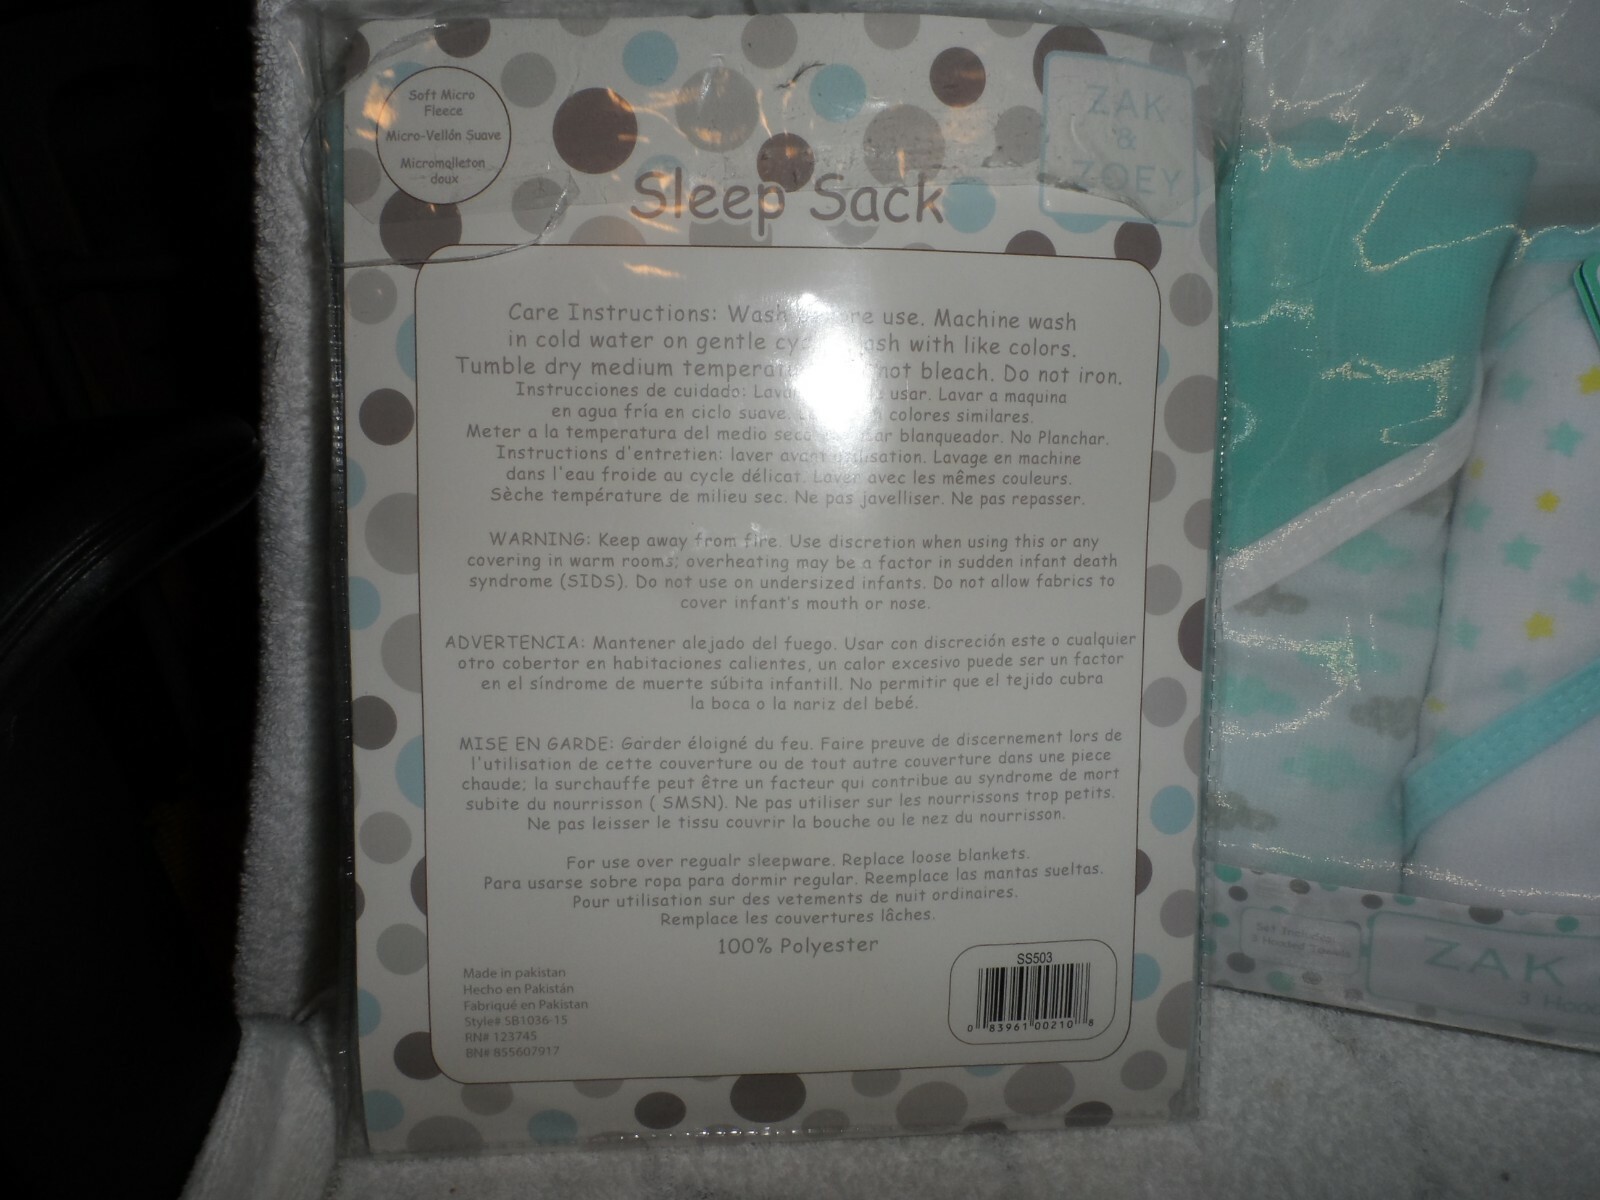 Soft Micro
Fleece
Micro-Vellón Suave
Micromolleton
doux
ZAK
&
ZOEY
Sleep Sack
Care Instructions: Wash before use. Machine wash
in cold water on gentle cycle. Wash with like colors.
Tumble dry medium temperature. Do not bleach. Do not iron.
Instrucciones de cuidado: Lavar antes de usar. Lavar a maquina
en agua fría en ciclo suave. colores similares.
Meter a la temperatura del medio blanqueador. No Planchar.
Instructions d'entretien: laver avant utilisation. Lavage en machine
dans l'eau froide au cycle délicat. Laver avec les mêmes couleurs.
Sèche température de milieu sec. Ne pas javelliser. Ne pas repasser.
WARNING: Keep away from fire. Use discretion when using this or any
covering in warm rooms; overheating may be a factor in sudden infant death
syndrome (SIDS). Do not use on undersized infants. Do not allow fabrics to
cover infant's mouth or nose.
ADVERTENCIA: Mantener alejado del fuego. Usar con discreción este o cualquier
otro cobertor en habitaciones calientes, un calor excesivo puede ser un factor
en el síndrome de muerte súbita infantill. No permitir que el tejido cubra
la boca o la nariz del bebé.
MISE EN GARDE: Garder éloigné du feu. Faire preuve de discernement lors de
l'utilisation de cette couverture ou de tout autre couverture dans une piece
chaude; la surchauffe peut être un facteur qui contribue au syndrome de mort
subite du nourrisson ( SMSN). Ne pas utiliser sur les nourrissons trop petits.
Ne pas leisser le tissu couvrir la bouche ou le nez du nourrisson.
For use over regualr sleepware. Replace loose blankets.
Para usarse sobre ropa para dormir regular. Reemplace las mantas sueltas.
Pour utilisation sur des vetements de nuit ordinaires.
Remplace les couvertures lâches.
100% Polyester
Made in pakistan
Hecho en Pakistán
Fabriqué en Pakistan
Style# SB1036-15
RN# 123745
BN# 855607917
SS503
0 83961 00210 8
Set Includes:
3 Hooded Towels
ZAK
3 Hoo